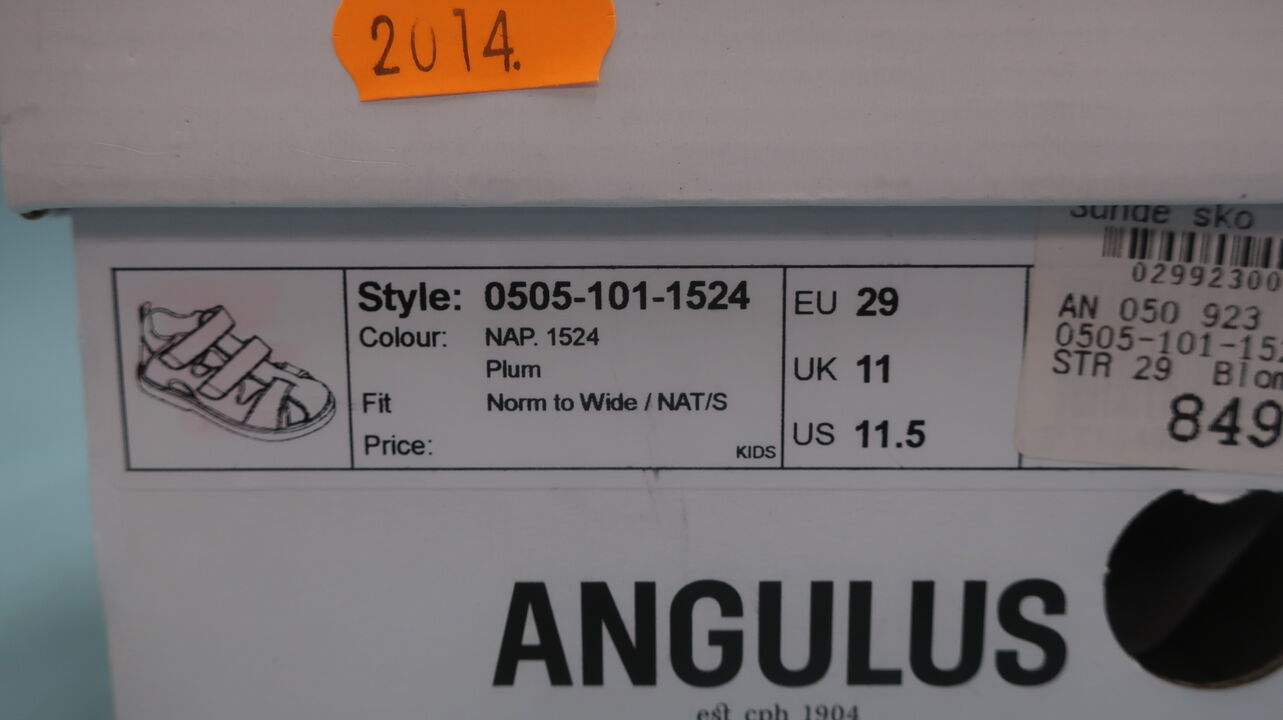 2014.
Style: 0505-101-1524
Colour: NAP. 1524
Plum
Fit Norm to Wide / NAT/S
Price:
KIDS
EU 29
UK 11
US 11.5
Sunde sko
02992300
AN 050 923
0505-101-152
STR 29
849
ANGULUS
est cph 1904